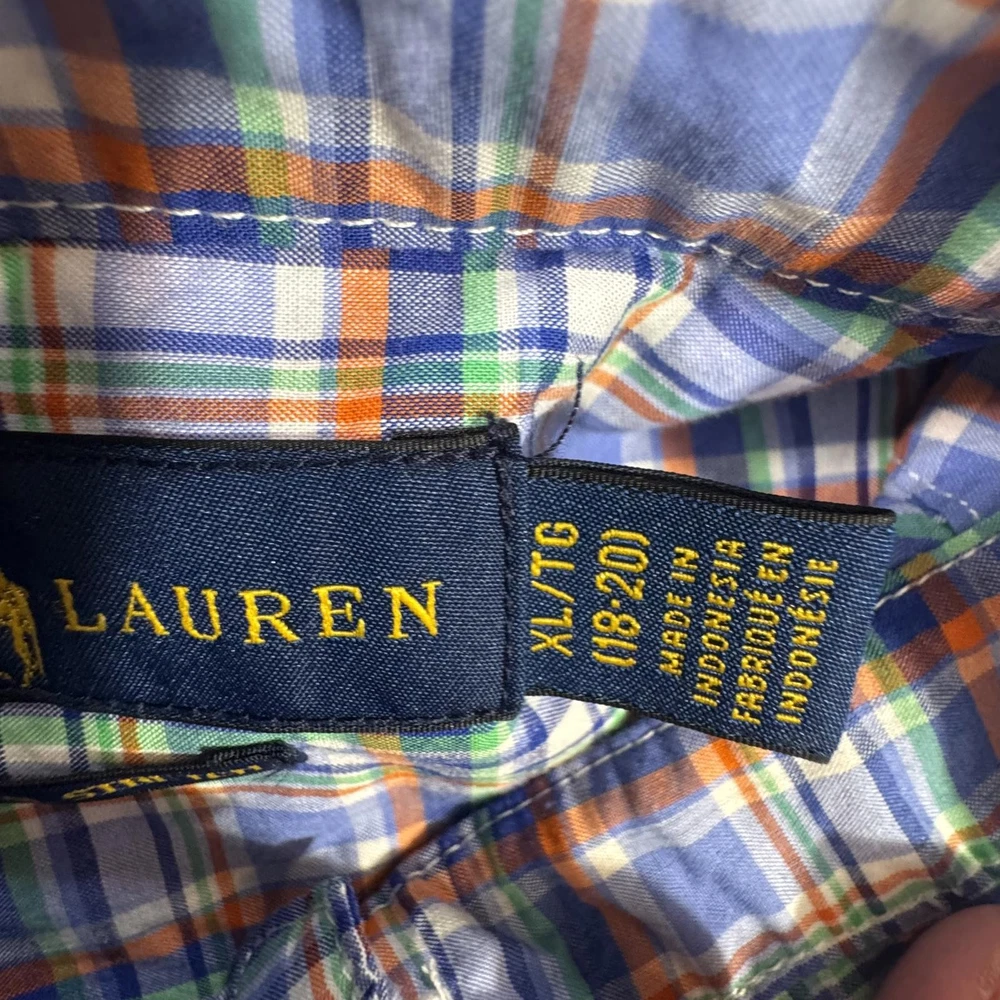 LAUREN
XL/TG
(18-20)
MADE IN
INDONESIA
FABRIQUÉ EN
INDONÉSIE